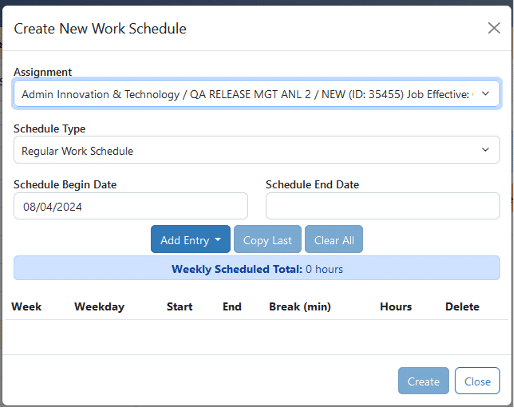 Create New Work Schedule
Assignment
Admin Innovation & Technology / QA RELEASE MGT ANL 2 / NEW (ID: 35455) Job Effective:
Schedule Type
Regular Work Schedule
Schedule Begin Date Schedule End Date
08/04/2024
Add Entry Copy Last Clear All
Weekly Scheduled Total: 0 hours
Week Weekday Start End Break (min) Hours Delete
Create Close